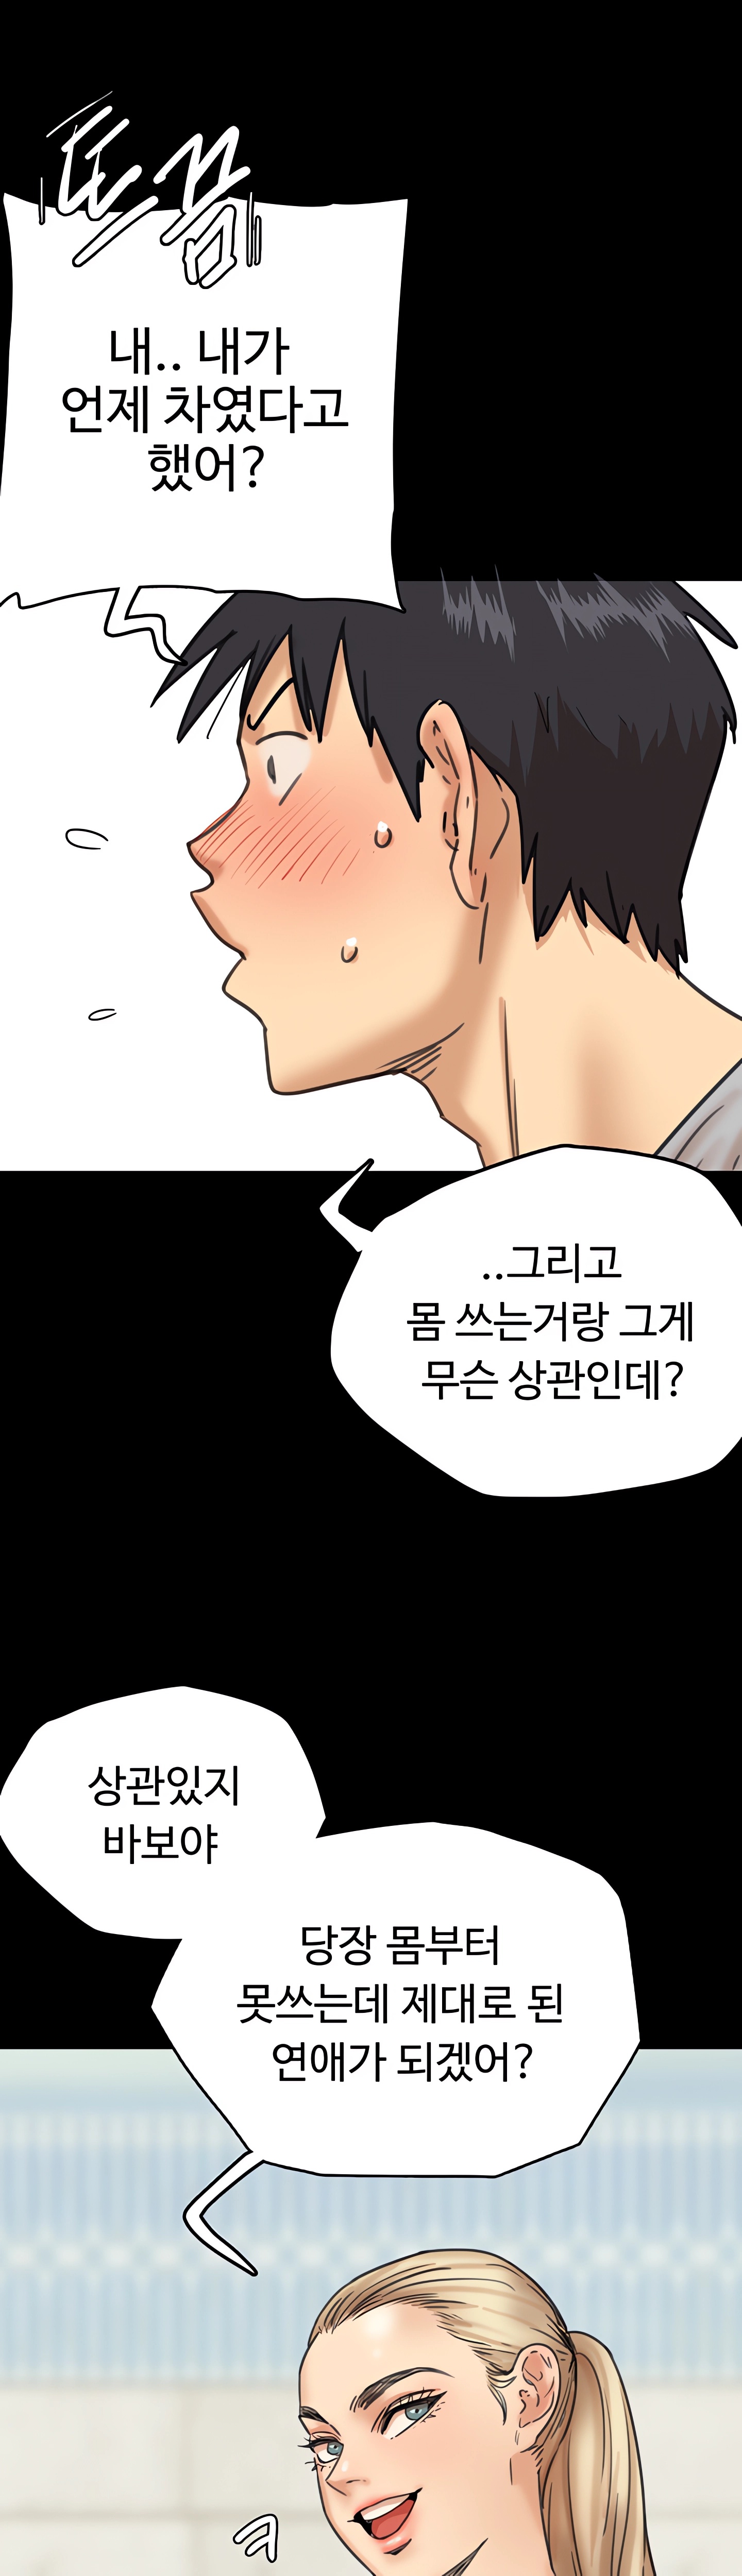 흐끔
내.. 내가
언제 차였다고
했어?
..그리고
몸 쓰는거랑 그게
무슨 상관인데?
상관있지
바보야
당장 몸부터
못쓰는데 제대로 된
연애가 되겠어?
ㅋ